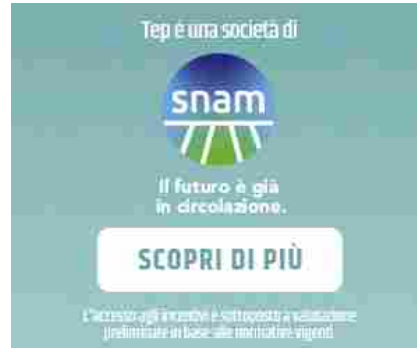 Tep é una società di
snam
Il futuro è già
in circolazione.
SCOPRI DI PIÙ
L'accesso agli incentivi è sottoposto a valutazione
preliminare in base alle normative vigenti